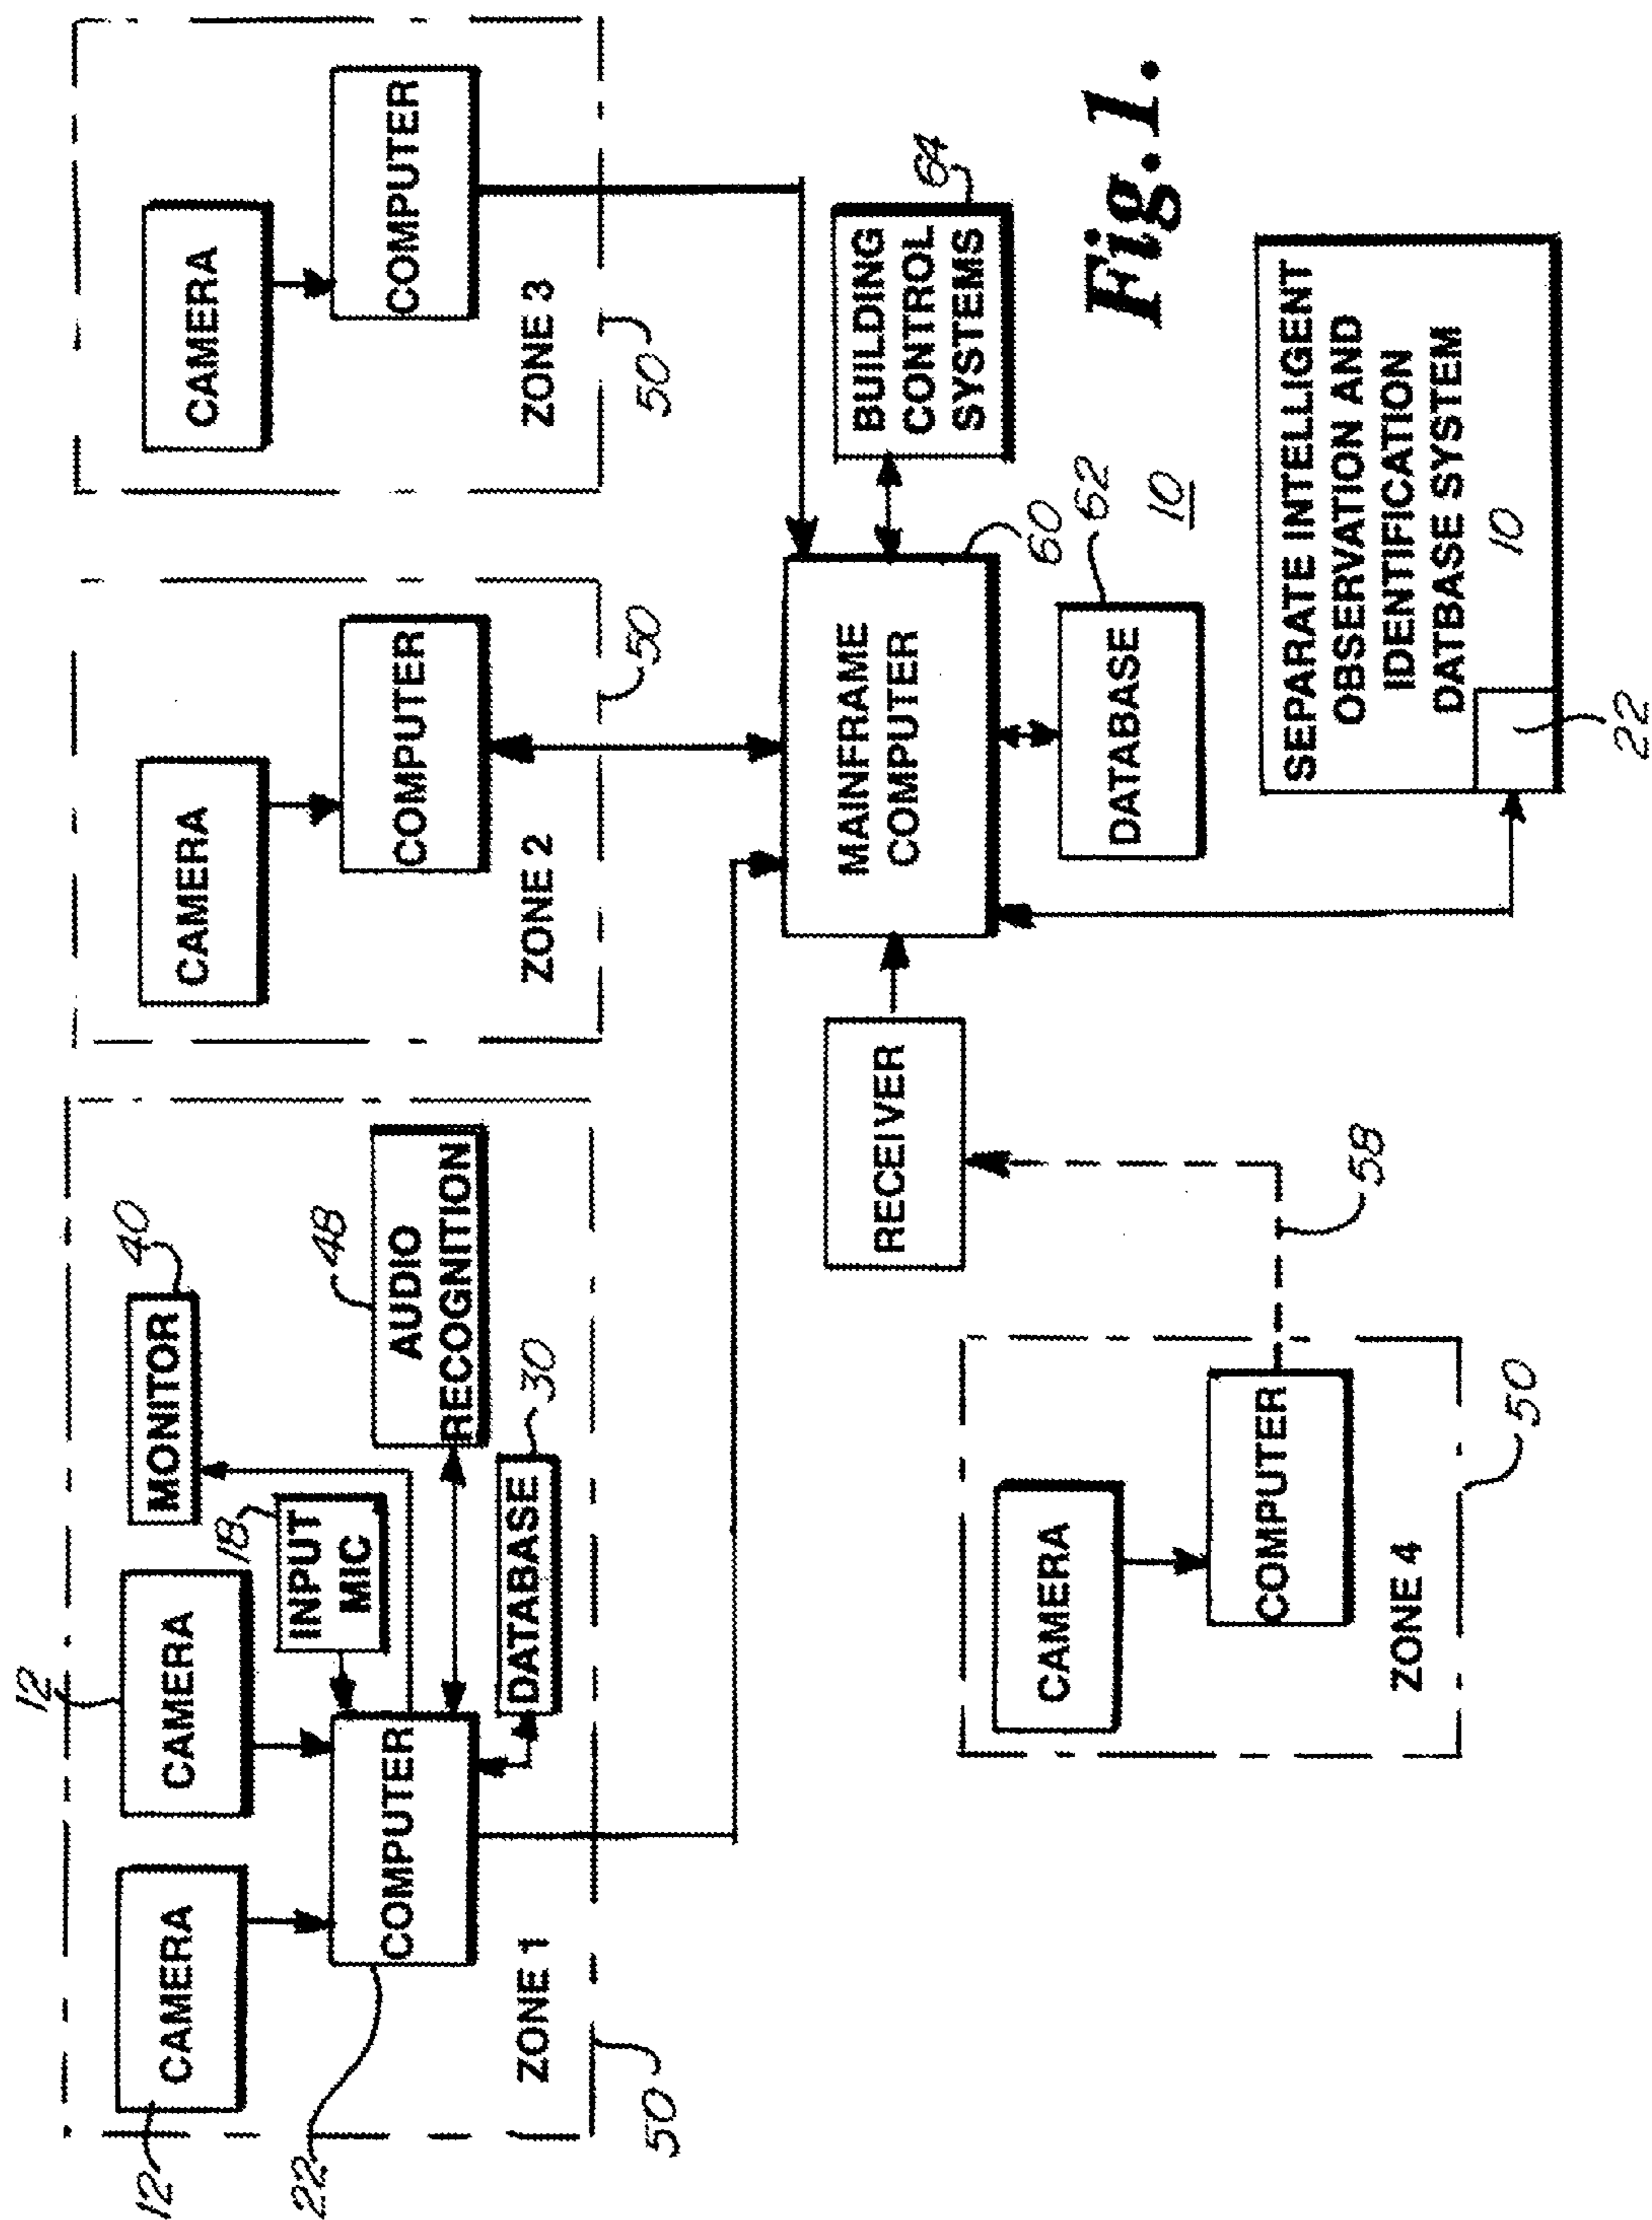 12
12
CAMERA
CAMERA
MONITOR
40
18
INPUT
MIC
48
AUDIO
RECOGNITION
22
COMPUTER
DATABASE
30
ZONE 1
50
CAMERA
COMPUTER
ZONE 2
50
CAMERA
COMPUTER
ZONE 3
50
RECEIVER
MAINFRAME
COMPUTER
60
BUILDING
CONTROL
SYSTEMS
64
DATABASE
62
10
Fig.1.
CAMERA
COMPUTER
ZONE 4
50
58
SEPARATE INTELLIGENT
OBSERVATION AND
IDENTIFICATION
DATBASE SYSTEM
10
22